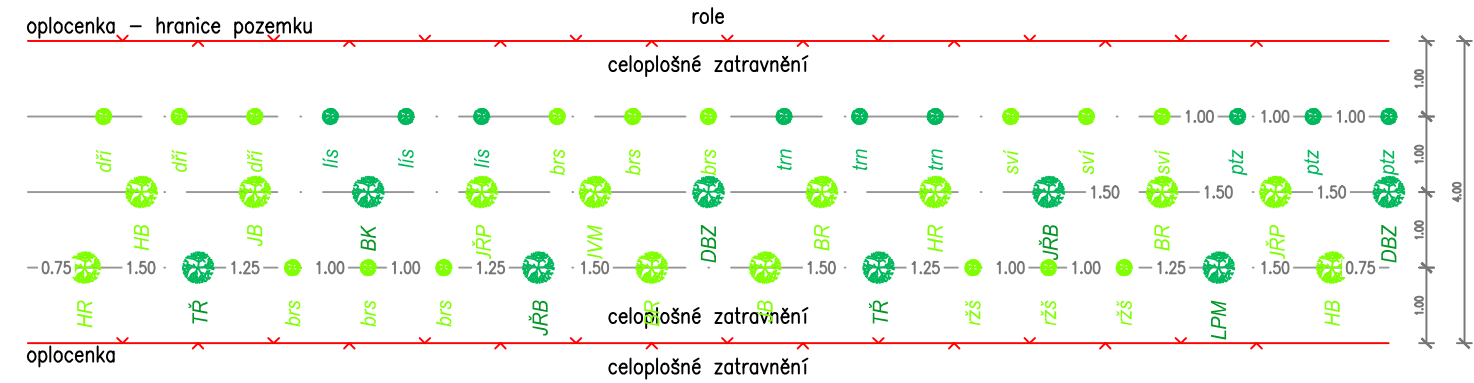 role
oplocenka – hranice pozemku
celoplošné zatravnění
1.00 1.00 1.00
dří dří dří lís lís lís brs brs brs trn trn trn sví sví sví ptz ptz ptz
1.50 1.50 1.50
HB JB BK JŘP JVM DBZ BR HR JŘB BR JŘP DBZ
0.75 1.50 1.25 1.00 1.00 1.25 1.50 1.50 1.25 1.00 1.00 1.25 1.50 0.75
HR TŘ brs brs brs JŘB BR TŘ ržš ržš ržš LPM HB
celoplošné zatravnění
oplocenka
celoplošné zatravnění
1.00
1.00
1.00
1.00
4.00